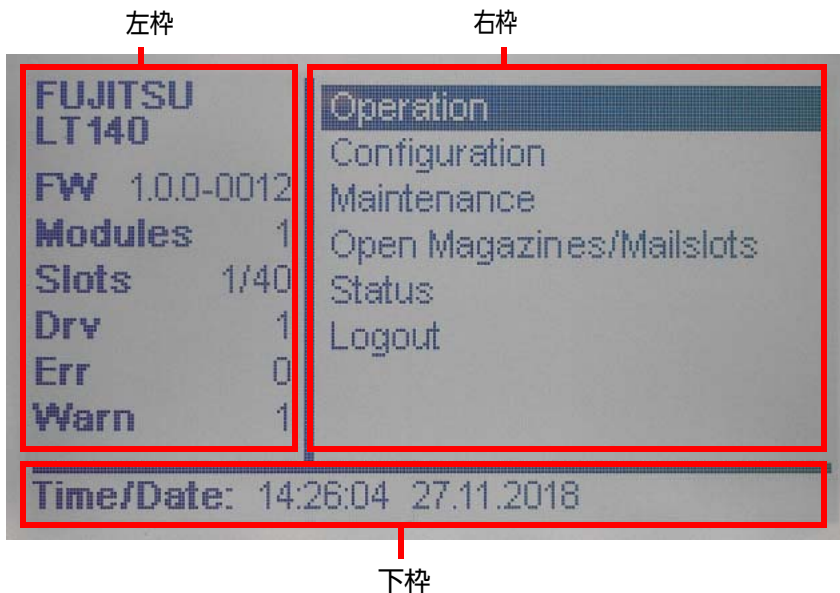 左枠
右枠
FUJITSU
LT140
FW 1.0.0-0012
Modules 1
Slots 1/40
Drv 1
Err 0
Warn 1
Operation
Configuration
Maintenance
Open Magazines/Mailslots
Status
Logout
Time/Date: 14:26:04 27.11.2018
下枠